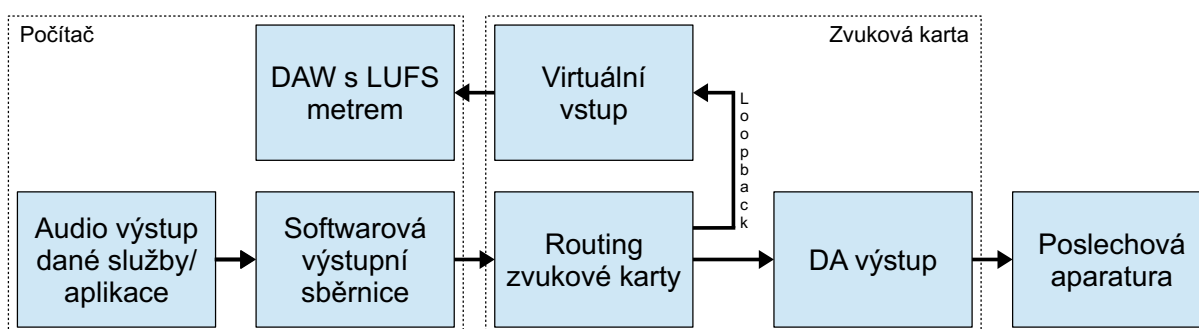 Počítač
Zvuková karta
DAW s LUFS
metrem
Virtuální
vstup
Loopback
Audio výstup
dané služby/
aplikace
Softwarová
výstupní
sběrnice
Routing
zvukové karty
DA výstup
Poslechová
aparatura